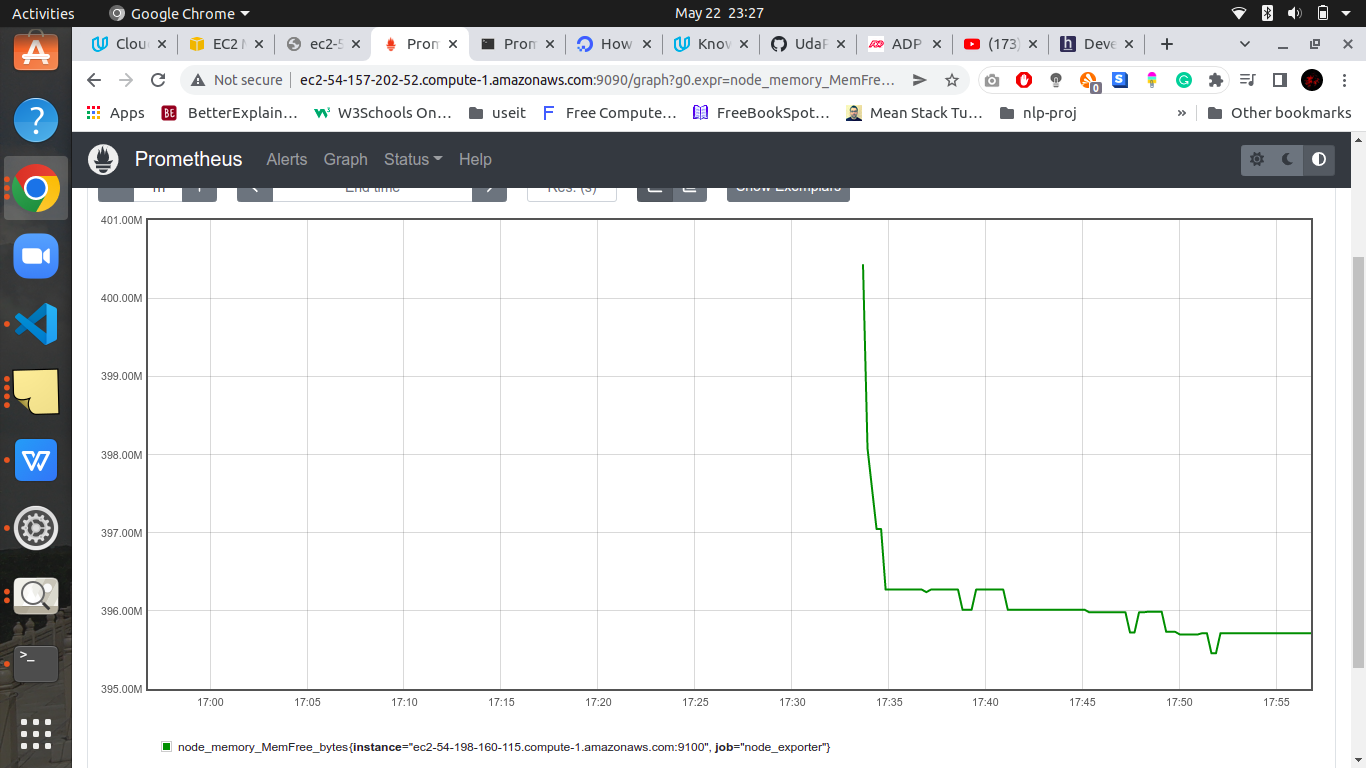 Activities Google Chrome May 22 23:27
Clou EC2 M ec2-5 Prom Prom How Know UdaP ADP (173) Deve
Not secure ec2-54-157-202-52.compute-1.amazonaws.com:9090/graph?g0.expr=node_memory_MemFre…
Apps BetterExplain… W3Schools On… useit Free Compute… FreeBookSpot… Mean Stack Tu… nlp-proj » Other bookmarks
Prometheus Alerts Graph Status Help
End time Res. (s) Show Exemplars
401.00M
400.00M
399.00M
398.00M
397.00M
396.00M
395.00M
17:00 17:05 17:10 17:15 17:20 17:25 17:30 17:35 17:40 17:45 17:50 17:55
node_memory_MemFree_bytes{instance="ec2-54-198-160-115.compute-1.amazonaws.com:9100", job="node_exporter"}